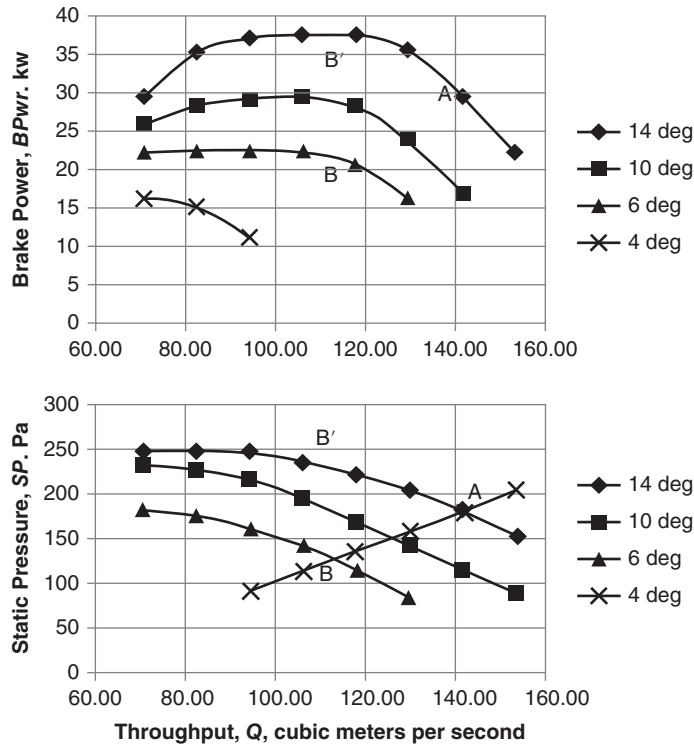 Brake Power, BPwr. kw
40
35
30
25
20
15
10
5
0
B′
A
B
60.00 80.00 100.00 120.00 140.00 160.00
14 deg
10 deg
6 deg
4 deg
Static Pressure, SP. Pa
300
250
200
150
100
50
0
B′
A
B
60.00 80.00 100.00 120.00 140.00 160.00
14 deg
10 deg
6 deg
4 deg
Throughput, Q, cubic meters per second